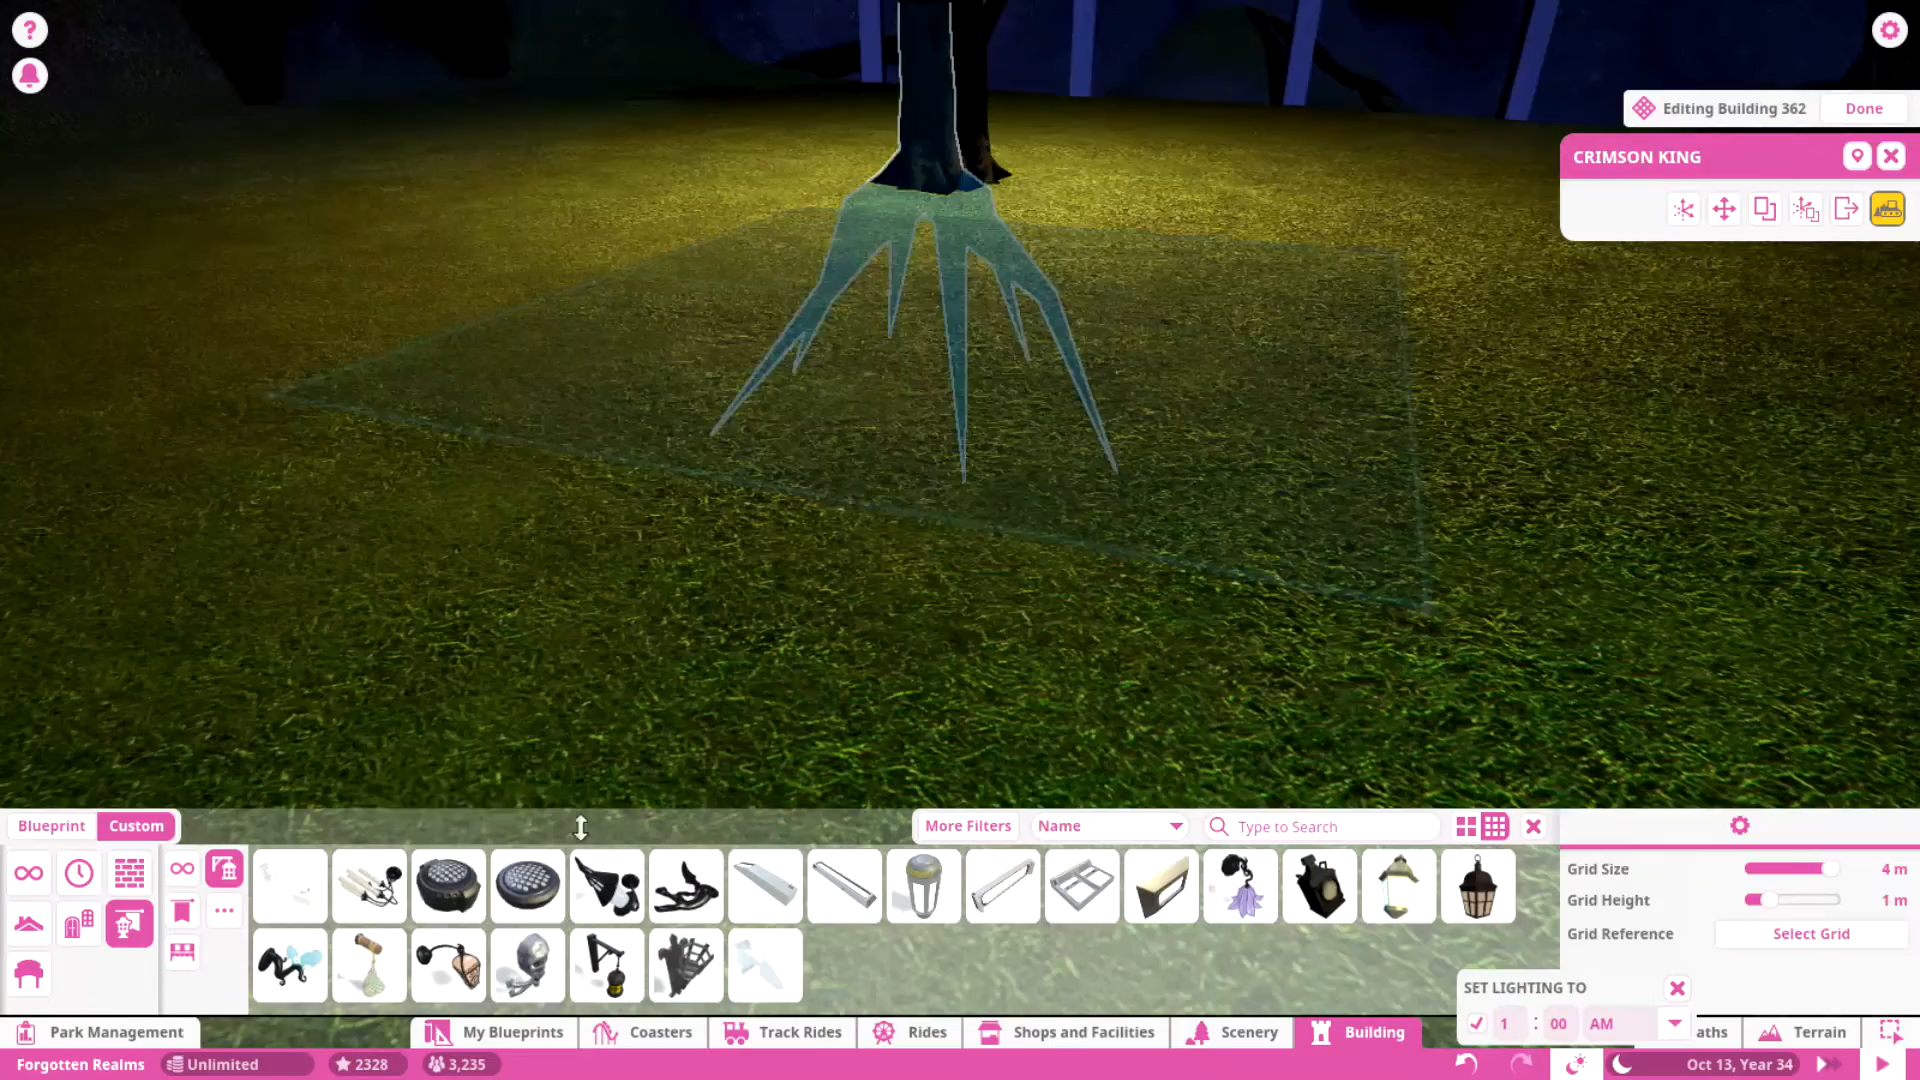 ?
Editing Building 362 Done
CRIMSON KING
Blueprint Custom
More Filters Name Type to Search
Grid Size 4 m
Grid Height 1 m
Grid Reference Select Grid
SET LIGHTING TO
1 : 00 AM
Park Management My Blueprints Coasters Track Rides Rides Shops and Facilities Scenery Building aths Terrain
Forgotten Realms Unlimited 2328 3,235 Oct 13, Year 34